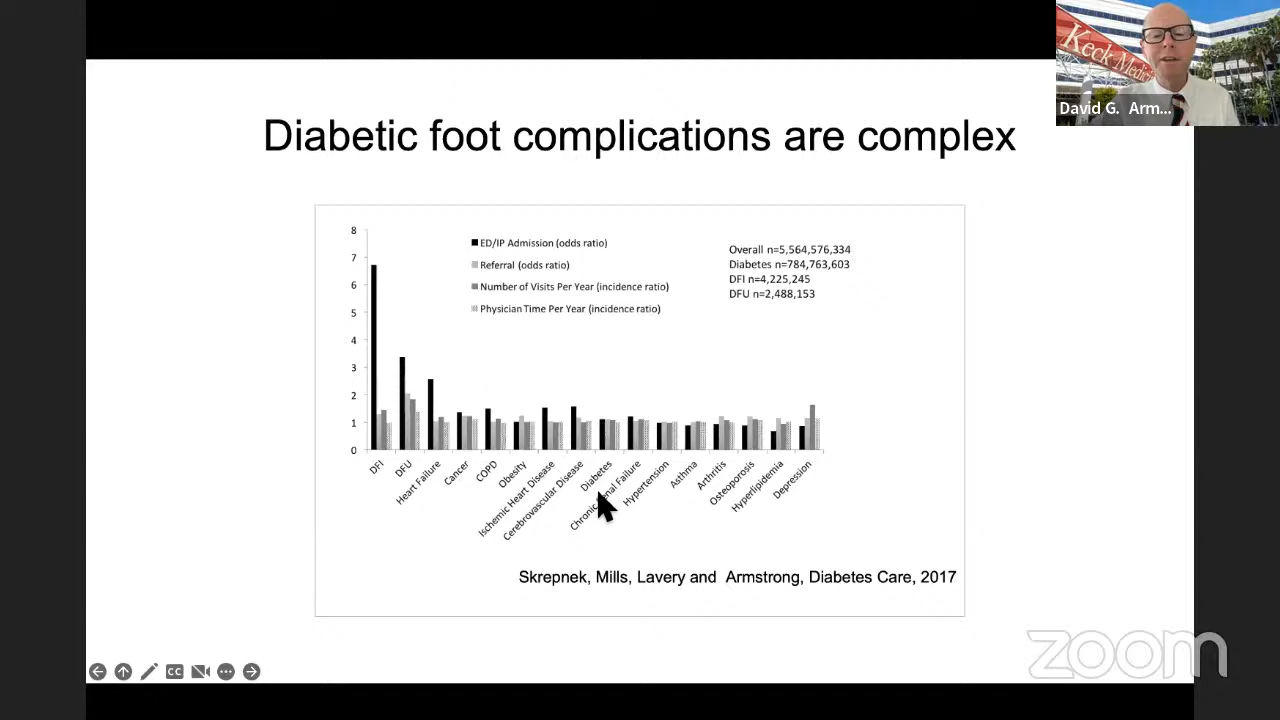 Keck Medici
David G. Arm...
Diabetic foot complications are complex
8
7
6
5
4
3
2
1
0
ED/IP Admission (odds ratio)
Referral (odds ratio)
Number of Visits Per Year (incidence ratio)
Physician Time Per Year (incidence ratio)
Overall n=5,564,576,334
Diabetes n=784,763,603
DFI n=4,225,245
DFU n=2,488,153
DFI
DFU
Heart Failure
Cancer
COPD
Obesity
Ischemic Heart Disease
Cerebrovascular Disease
Diabetes
Chronic Renal Failure
Hypertension
Asthma
Arthritis
Osteoporosis
Hyperlipidemia
Depression
Skrepnek, Mills, Lavery and Armstrong, Diabetes Care, 2017
CC
zoom